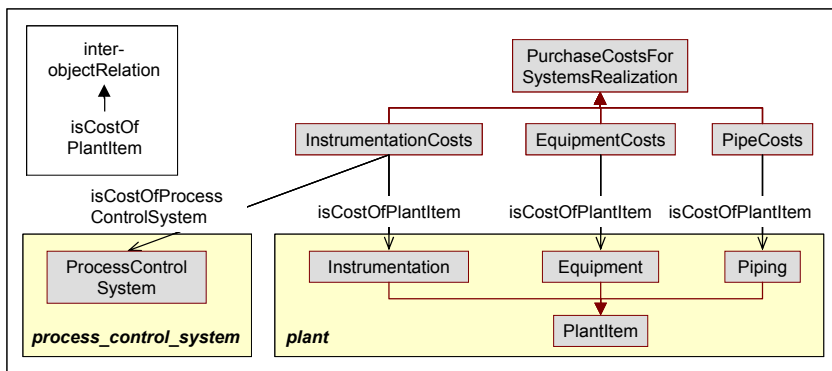 inter-
objectRelation
isCostOf
PlantItem
PurchaseCostsFor
SystemsRealization
InstrumentationCosts
EquipmentCosts
PipeCosts
isCostOfProcess
ControlSystem
isCostOfPlantItem
isCostOfPlantItem
isCostOfPlantItem
ProcessControl
System
process_control_system
Instrumentation
Equipment
Piping
PlantItem
plant